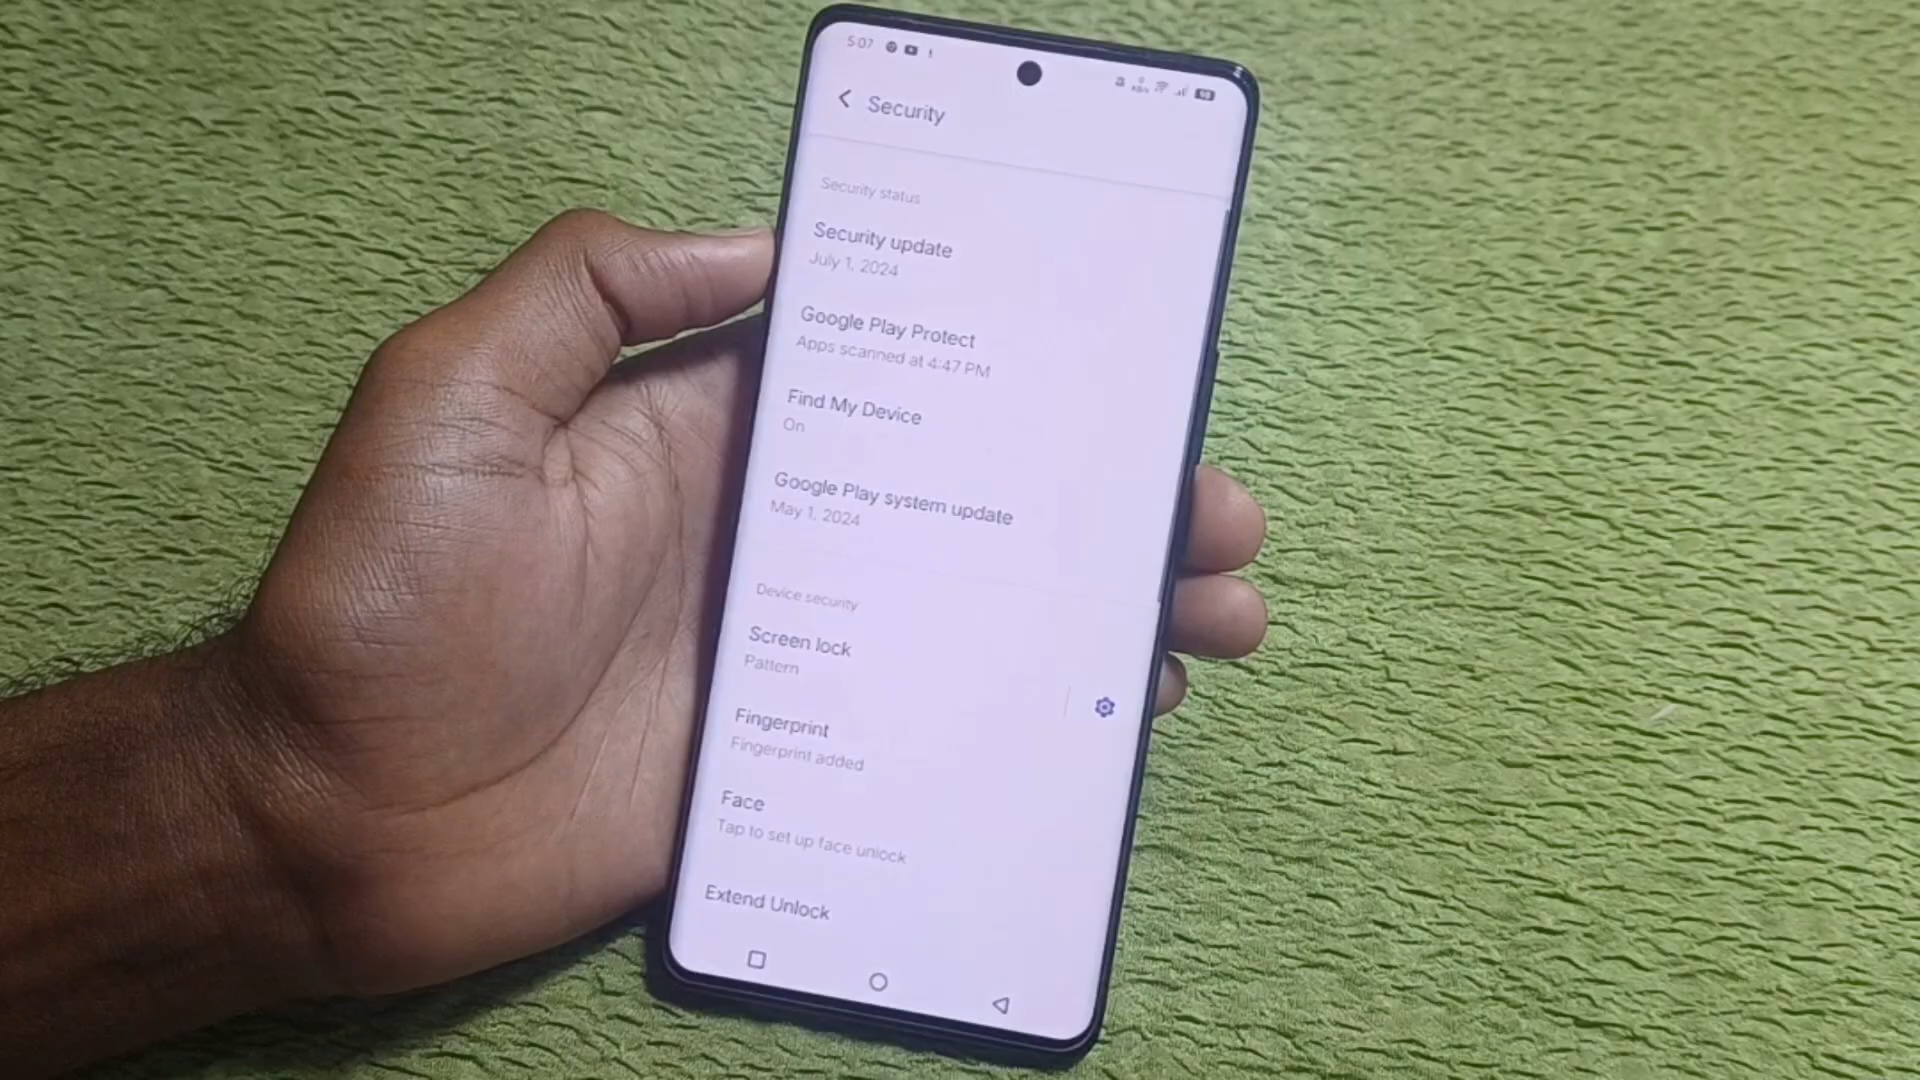 5:07
Security
Security status
Security update
July 1, 2024
Google Play Protect
Apps scanned at 4:47 PM
Find My Device
On
Google Play system update
May 1, 2024
Device security
Screen lock
Pattern
Fingerprint
Fingerprint added
Face
Tap to set up face unlock
Extend Unlock